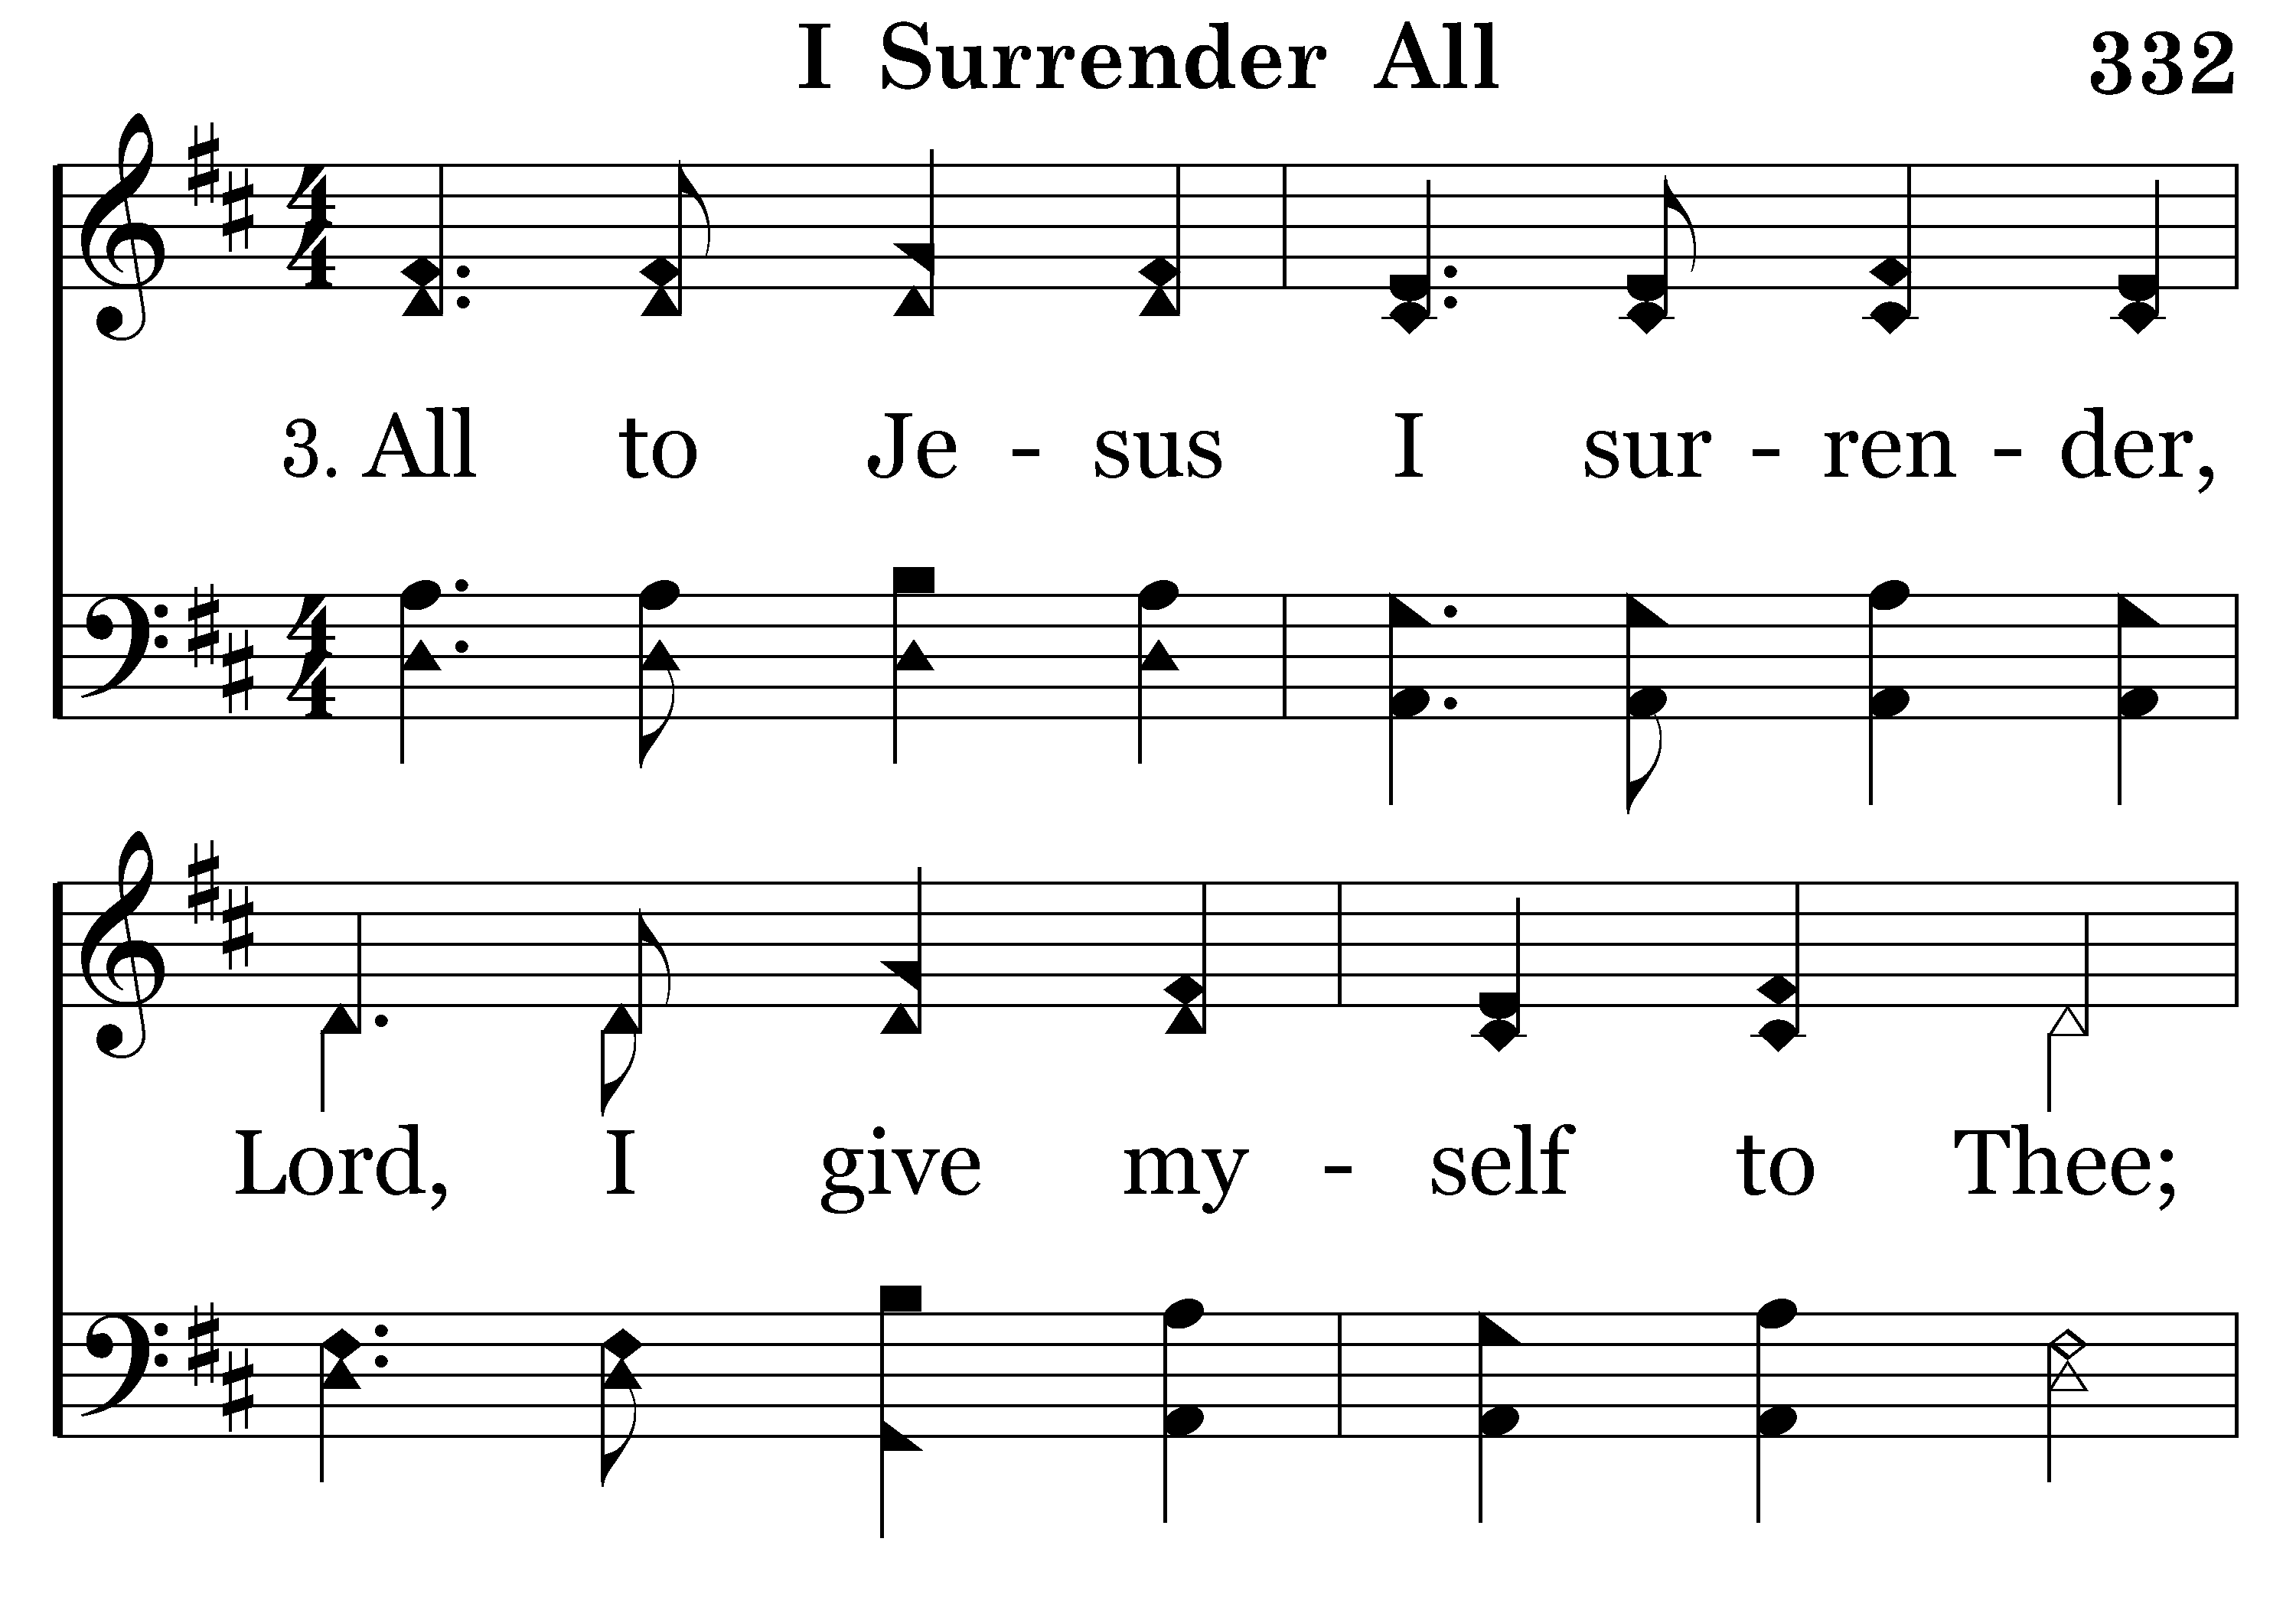 I Surrender All 332
3. All to Je - sus I sur - ren - der,
Lord, I give my - self to Thee;